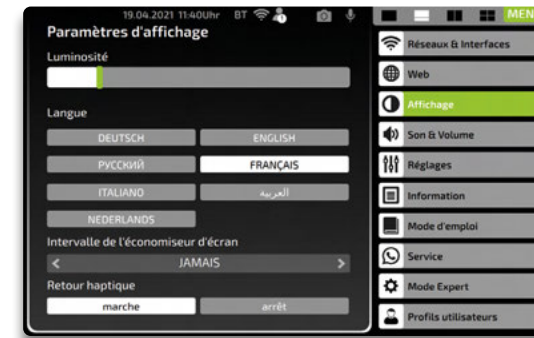 19.04.2021 11:40Uhr BT
MEN
Paramètres d'affichage
Luminosité
Langue
DEUTSCH
ENGLISH
РУССКИЙ
FRANÇAIS
ITALIANO
العربية
NEDERLANDS
Intervalle de l'économiseur d'écran
< JAMAIS >
Retour haptique
marche
arrêt
Réseaux & Interfaces
Web
Affichage
Son & Volume
Réglages
Information
Mode d'emploi
Service
Mode Expert
Profils utilisateurs